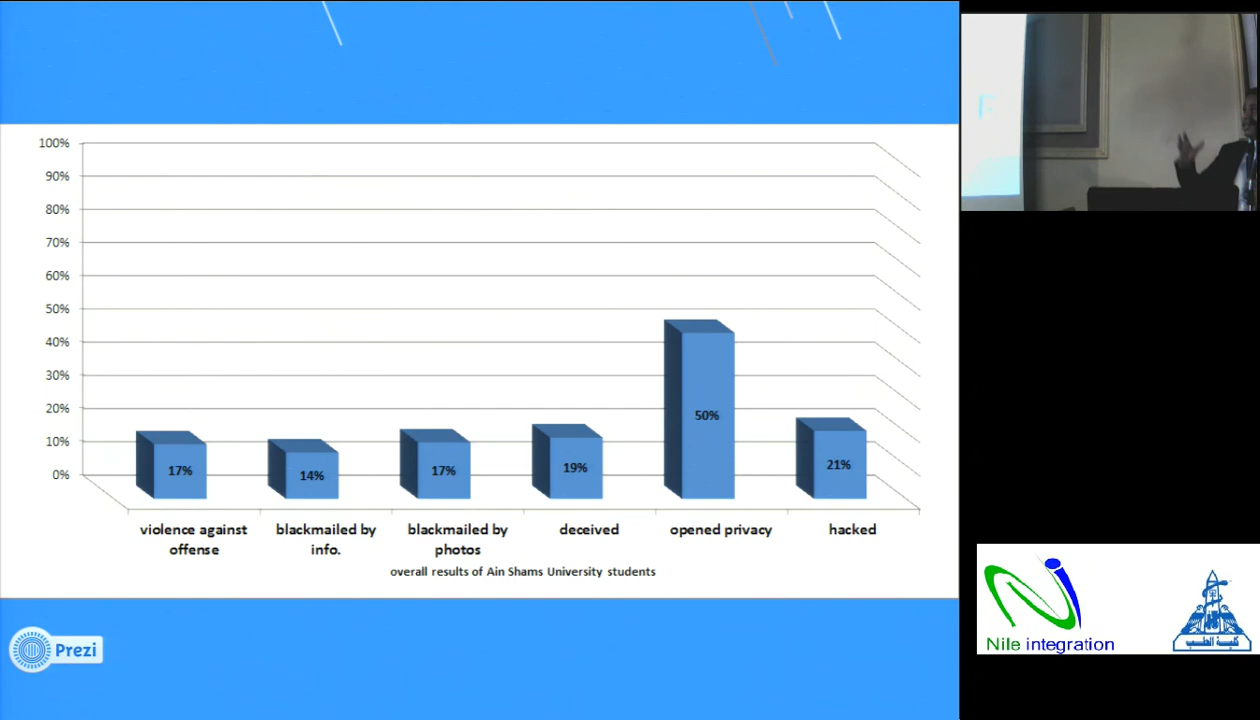 100%
90%
80%
70%
60%
50%
40%
30%
20%
10%
0%
17%
14%
17%
19%
50%
21%
violence against
offense
blackmailed by
info.
blackmailed by
photos
deceived
opened privacy
hacked
overall results of Ain Shams University students
Prezi
Nile integration
كلية الطب